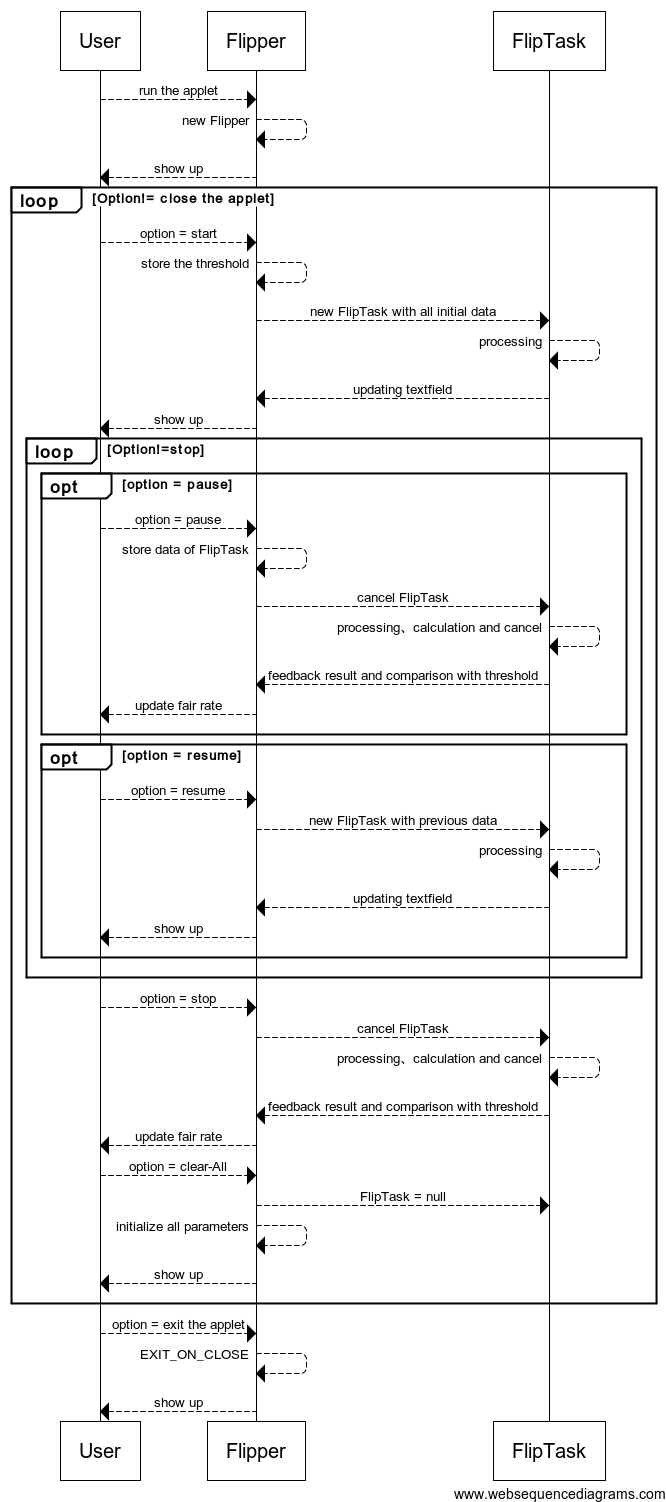 User Flipper FlipTask
run the applet
new Flipper
show up
loop [Option!= close the applet]
option = start
store the threshold
new FlipTask with all initial data
processing
updating textfield
show up
loop [Option!=stop]
opt [option = pause]
option = pause
store data of FlipTask
cancel FlipTask
processing、calculation and cancel
feedback result and comparison with threshold
update fair rate
opt [option = resume]
option = resume
new FlipTask with previous data
processing
updating textfield
show up
option = stop
cancel FlipTask
processing、calculation and cancel
feedback result and comparison with threshold
update fair rate
option = clear-All
FlipTask = null
initialize all parameters
show up
option = exit the applet
EXIT_ON_CLOSE
show up
User Flipper FlipTask
www.websequencediagrams.com